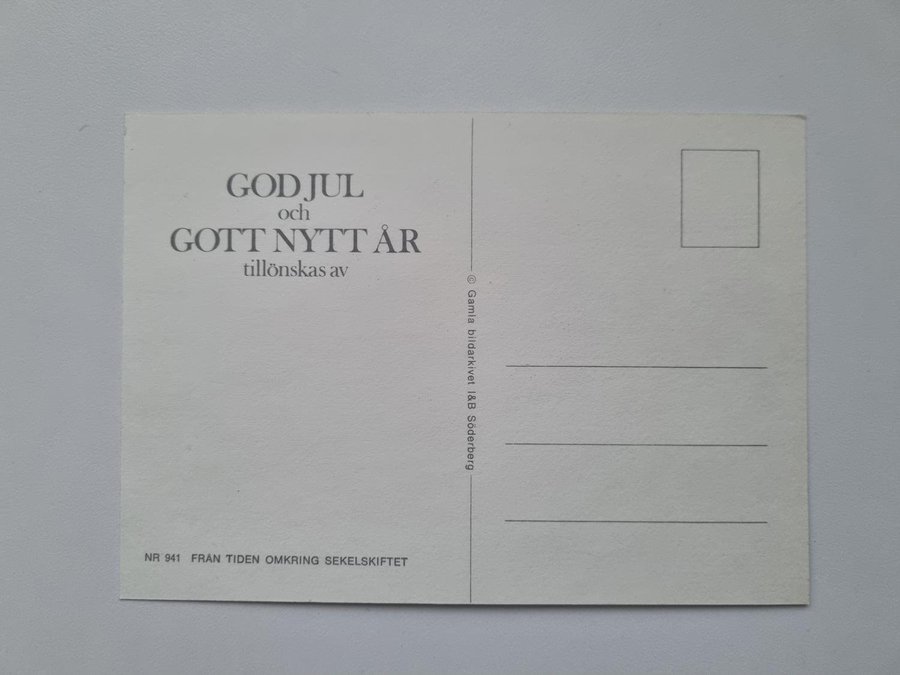 GOD JUL
och
GOTT NYTT ÅR
tillönskas av
NR 941 FRÅN TIDEN OMKRING SEKELSKIFTET
© Gamla bildarkivet I&B Söderberg